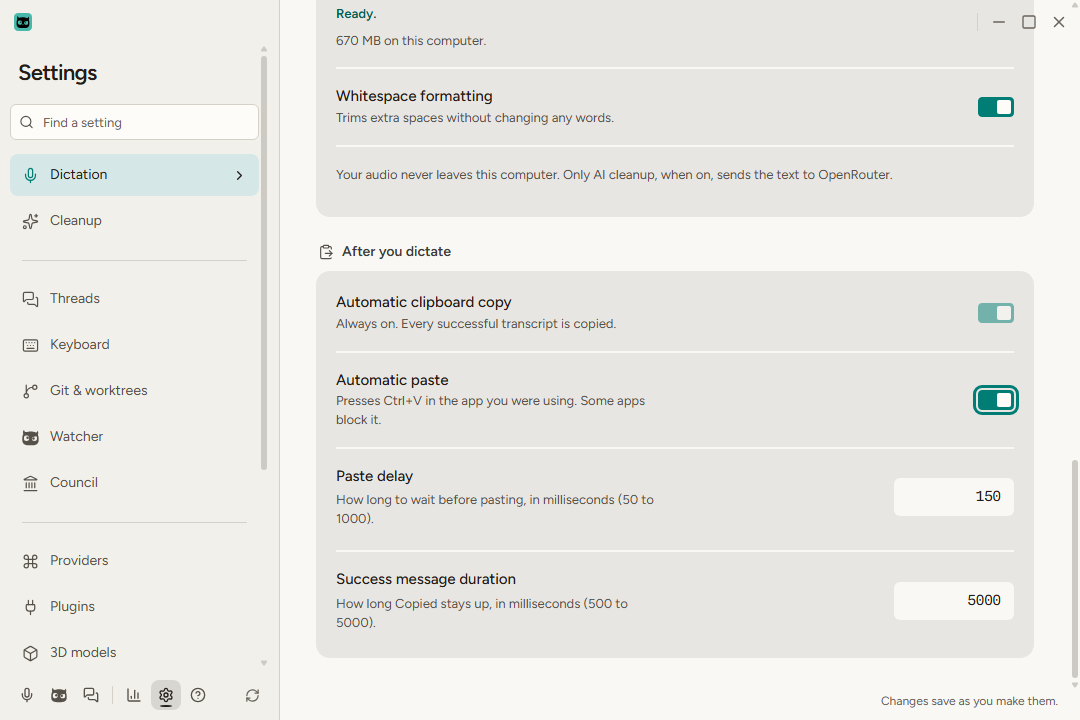 Settings
Find a setting
Dictation
Cleanup
Threads
Keyboard
Git & worktrees
Watcher
Council
Providers
Plugins
3D models
Ready.
670 MB on this computer.
Whitespace formatting
Trims extra spaces without changing any words.
Your audio never leaves this computer. Only AI cleanup, when on, sends the text to OpenRouter.
After you dictate
Automatic clipboard copy
Always on. Every successful transcript is copied.
Automatic paste
Presses Ctrl+V in the app you were using. Some apps
block it.
Paste delay
How long to wait before pasting, in milliseconds (50 to
1000).
150
Success message duration
How long Copied stays up, in milliseconds (500 to
5000).
5000
Changes save as you make them.